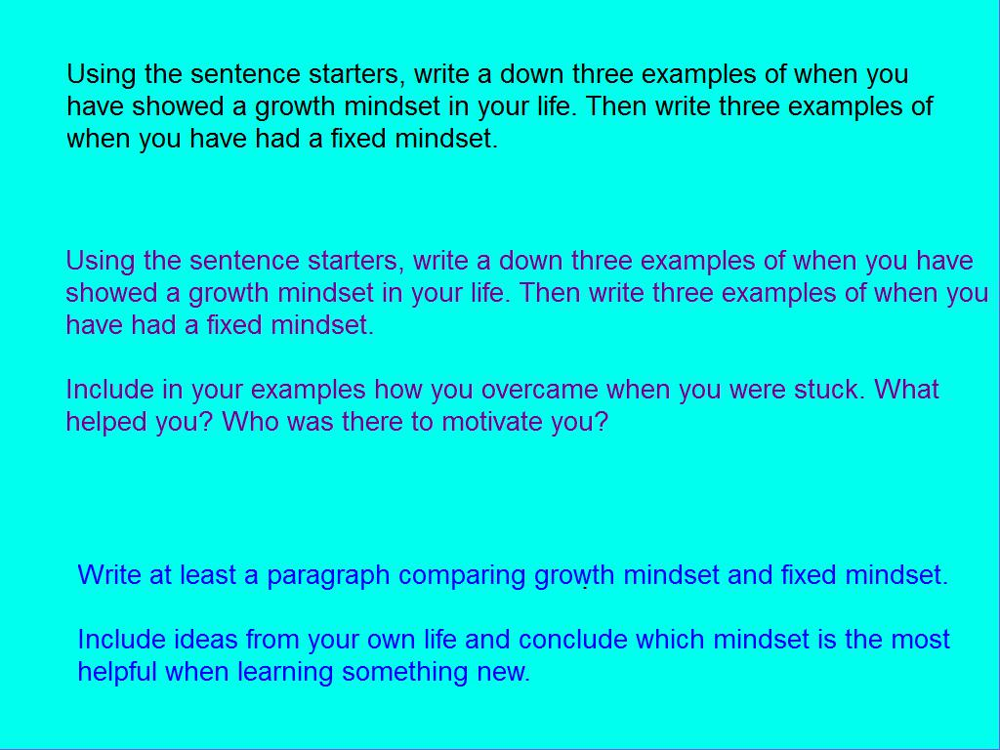 Using the sentence starters, write a down three examples of when you
have showed a growth mindset in your life. Then write three examples of
when you have had a fixed mindset.
Using the sentence starters, write a down three examples of when you have
showed a growth mindset in your life. Then write three examples of when you
have had a fixed mindset.
Include in your examples how you overcame when you were stuck. What
helped you? Who was there to motivate you?
Write at least a paragraph comparing growth mindset and fixed mindset.
Include ideas from your own life and conclude which mindset is the most
helpful when learning something new.